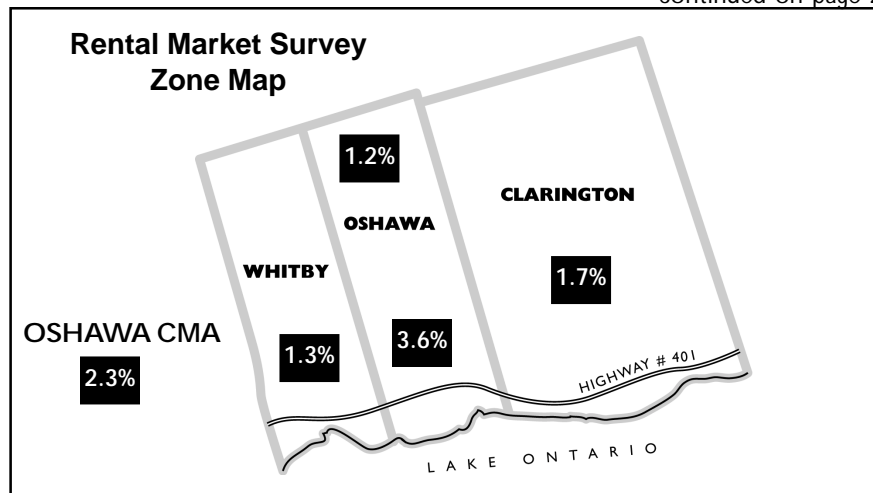 Rental Market Survey
Zone Map
1.2%
CLARINGTON
OSHAWA
WHITBY
1.7%
OSHAWA CMA
2.3%
1.3%
3.6%
HIGHWAY # 401
LAKE ONTARIO